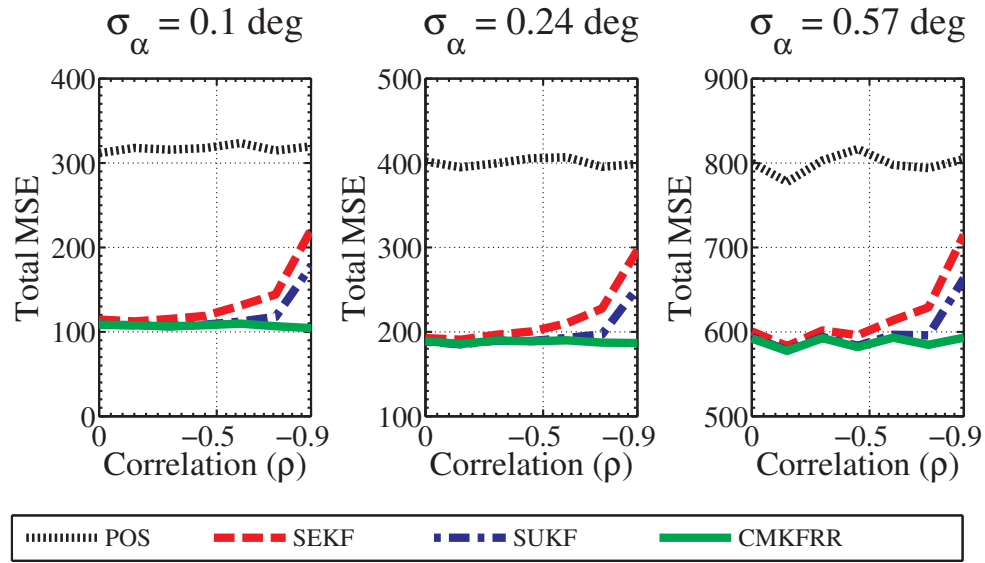 σα = 0.1 deg
σα = 0.24 deg
σα = 0.57 deg
400
300
200
100
0
Total MSE
0
−0.5
−0.9
Correlation (ρ)
500
400
300
200
100
Total MSE
0
−0.5
−0.9
Correlation (ρ)
900
800
700
600
500
Total MSE
0
−0.5
−0.9
Correlation (ρ)
POS
SEKF
SUKF
CMKFRR